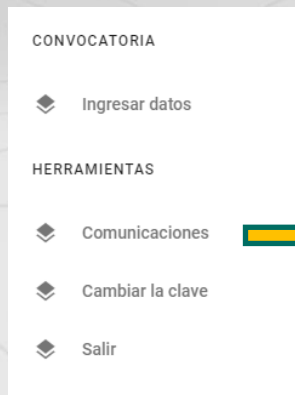 CONVOCATORIA
Ingresar datos
HERRAMIENTAS
Comunicaciones
Cambiar la clave
Salir